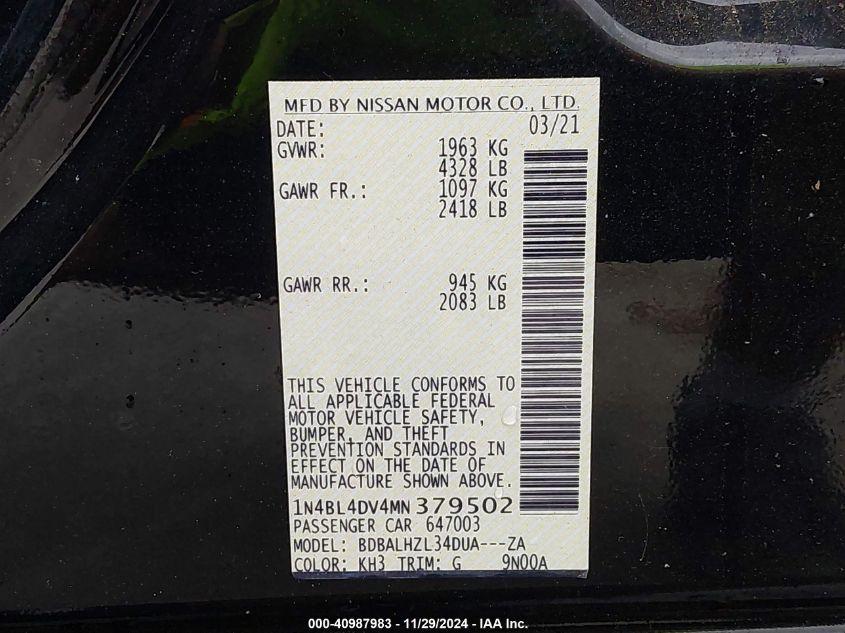 MFD BY NISSAN MOTOR CO., LTD.
DATE: 03/21
GVWR: 1963 KG
4328 LB
GAWR FR.: 1097 KG
2418 LB
GAWR RR.: 945 KG
2083 LB
THIS VEHICLE CONFORMS TO
ALL APPLICABLE FEDERAL
MOTOR VEHICLE SAFETY,
BUMPER, AND THEFT
PREVENTION STANDARDS IN
EFFECT ON THE DATE OF
MANUFACTURE SHOWN ABOVE.
1N4BL4DV4MN379502
PASSENGER CAR 647003
MODEL: BDBALHZL34DUA---ZA
COLOR: KH3 TRIM: G 9N00A
000-40987983 - 11/29/2024 - IAA Inc.